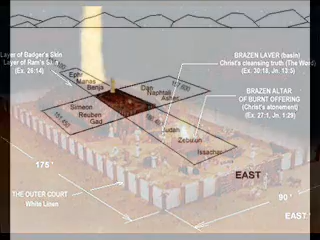 Layer of Badger's Skin
Layer of Ram's Skin
(Ex. 26:14)
BRAZEN LAVER (basin)
Christ's cleansing truth (The Word)
(Ex. 30:18, Jn. 13:5)
BRAZEN ALTAR
OF BURNT OFFERING
(Christ's atonement)
(Ex. 27:1, Jn. 1:29)
Ephr
Manas
Benja
Dan
Naphtali
Asher
Simeon
Reuben
Gad
Judah
Zebulun
Issachar
EAST
175'
THE OUTER COURT
White Linen
90'
EAST